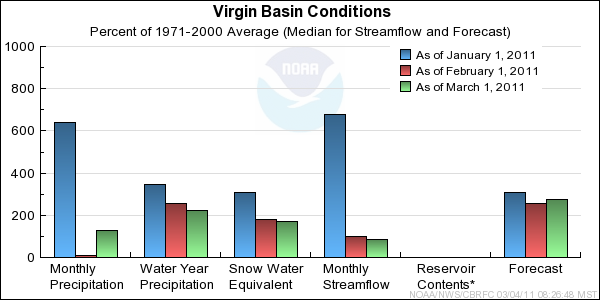 Virgin Basin Conditions
Percent of 1971-2000 Average (Median for Streamflow and Forecast)
1000
800
600
400
200
0
NOAA
As of January 1, 2011
As of February 1, 2011
As of March 1, 2011
Monthly
Precipitation
Water Year
Precipitation
Snow Water
Equivalent
Monthly
Streamflow
Reservoir
Contents*
Forecast
NOAA/NWS/CBRFC 03/04/11 08:26:48 MST